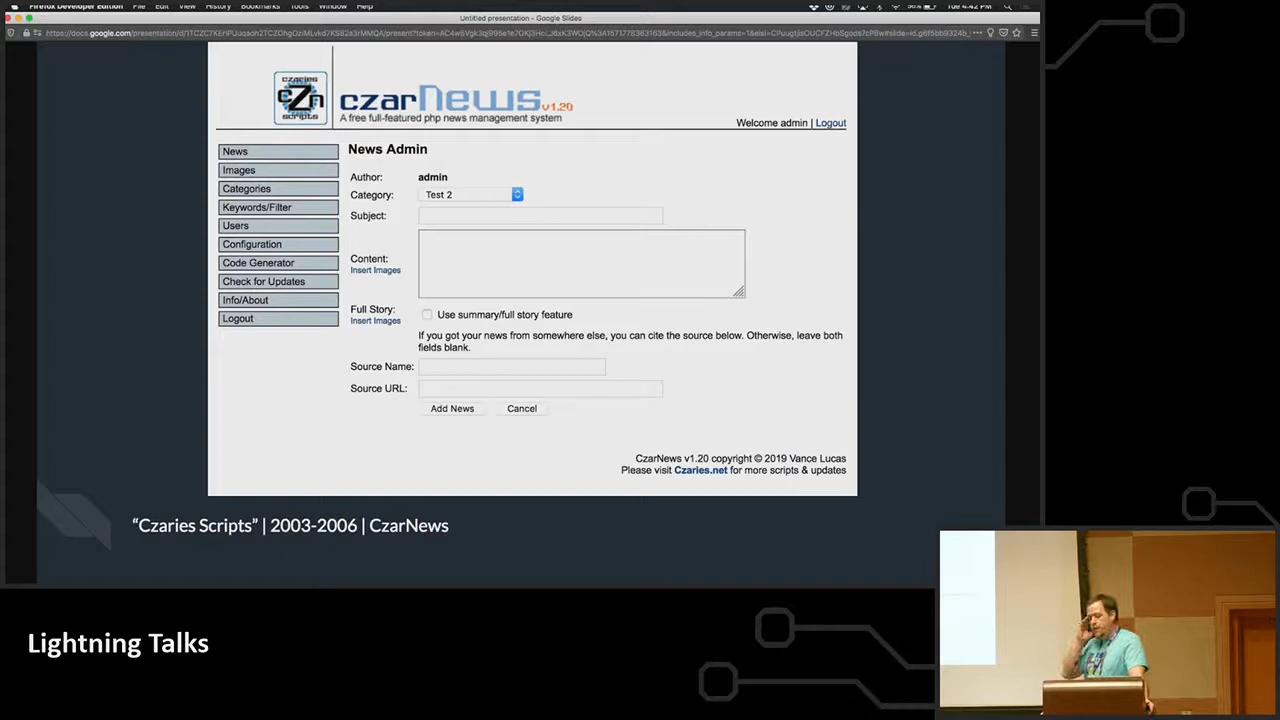 Firefox Developer Edition File Edit View History Bookmarks Tools Window Help
Untitled presentation - Google Slides
czaries
cZn
scripts
czarNews v1.20
A free full-featured php news management system
Welcome admin | Logout
News
Images
Categories
Keywords/Filter
Users
Configuration
Code Generator
Check for Updates
Info/About
Logout
News Admin
Author: admin
Category: Test 2
Subject:
Content:
Insert Images
Full Story: Use summary/full story feature
Insert Images
If you got your news from somewhere else, you can cite the source below. Otherwise, leave both
fields blank.
Source Name:
Source URL:
Add News Cancel
CzarNews v1.20 copyright © 2019 Vance Lucas
Please visit Czaries.net for more scripts & updates
“Czaries Scripts” | 2003-2006 | CzarNews
Lightning Talks